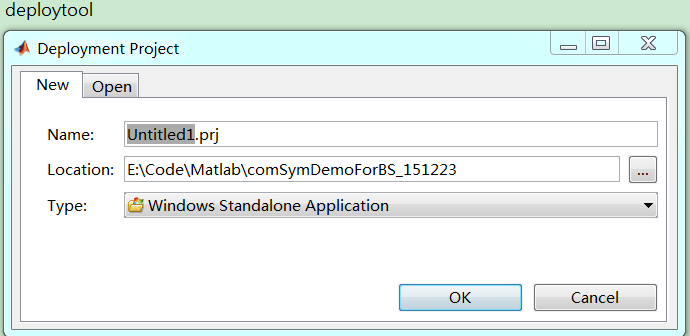 deploytool
Deployment Project
New Open
Name: Untitled1.prj
Location: E:\Code\Matlab\comSymDemoForBS_151223 ...
Type: Windows Standalone Application
OK Cancel